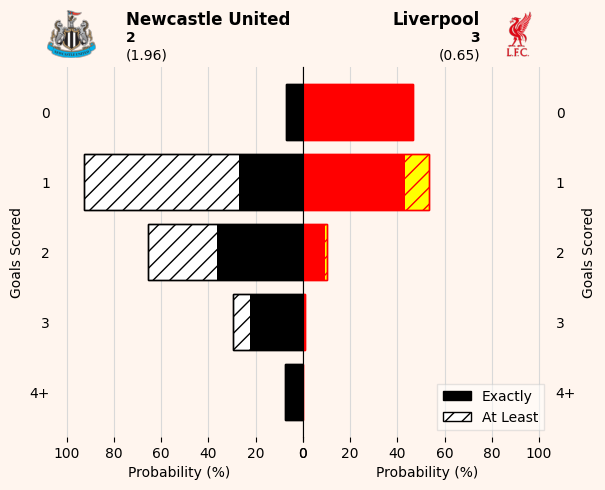 Newcastle United
2
(1.96)
Liverpool
3
(0.65)
L.F.C.
Goals Scored
0
1
2
3
4+
0
1
2
3
4+
Goals Scored
Exactly
At Least
100 80 60 40 20 0 0 20 40 60 80 100
Probability (%)
Probability (%)